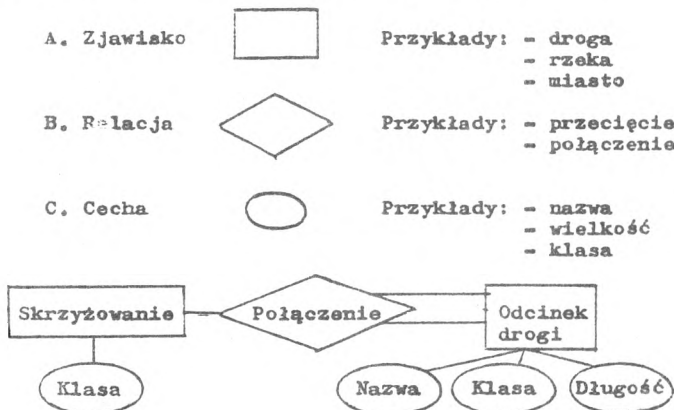 A. Zjawisko Przykłady: - droga
- rzeka
- miasto
B. Relacja Przykłady: - przecięcie
- połączenie
C. Cecha Przykłady: - nazwa
- wielkość
- klasa
Skrzyżowanie Połączenie Odcinek
drogi
Klasa Nazwa Klasa Długość